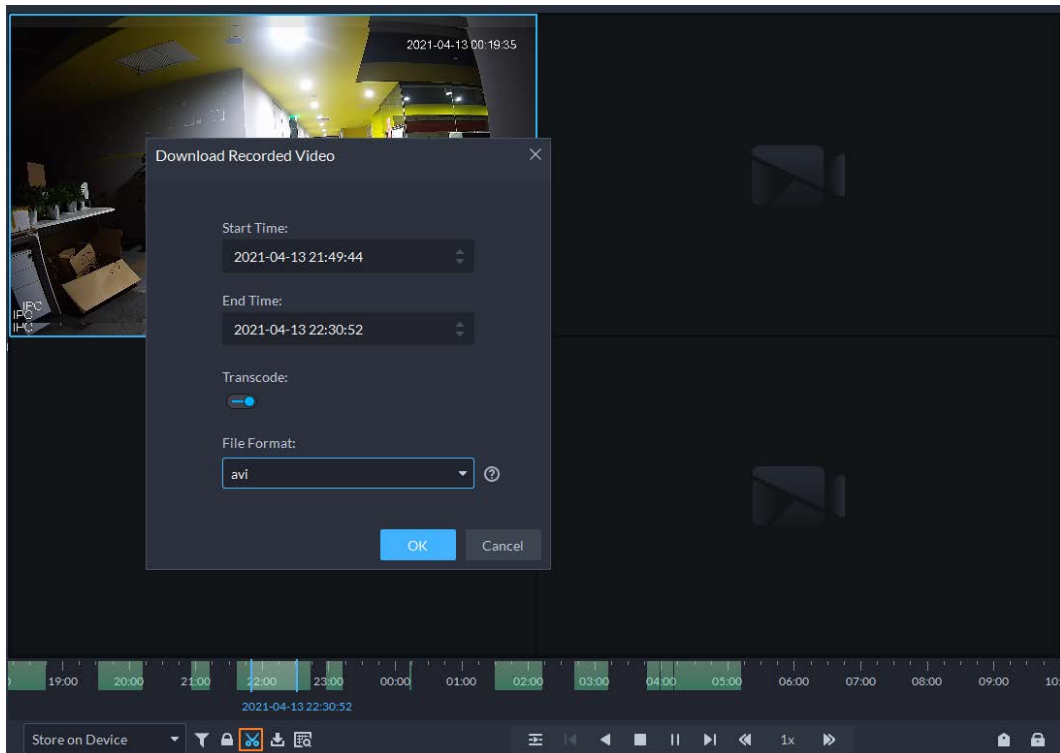 2021-04-13 00:19:35
IPC
IPC
Download Recorded Video
Start Time:
2021-04-13 21:49:44
End Time:
2021-04-13 22:30:52
Transcode:
File Format:
avi
OK
Cancel
19:00 20:00 21:00 22:00 23:00 00:00 01:00 02:00 03:00 04:00 05:00 06:00 07:00 08:00 09:00 10:
2021-04-13 22:30:52
Store on Device
1x